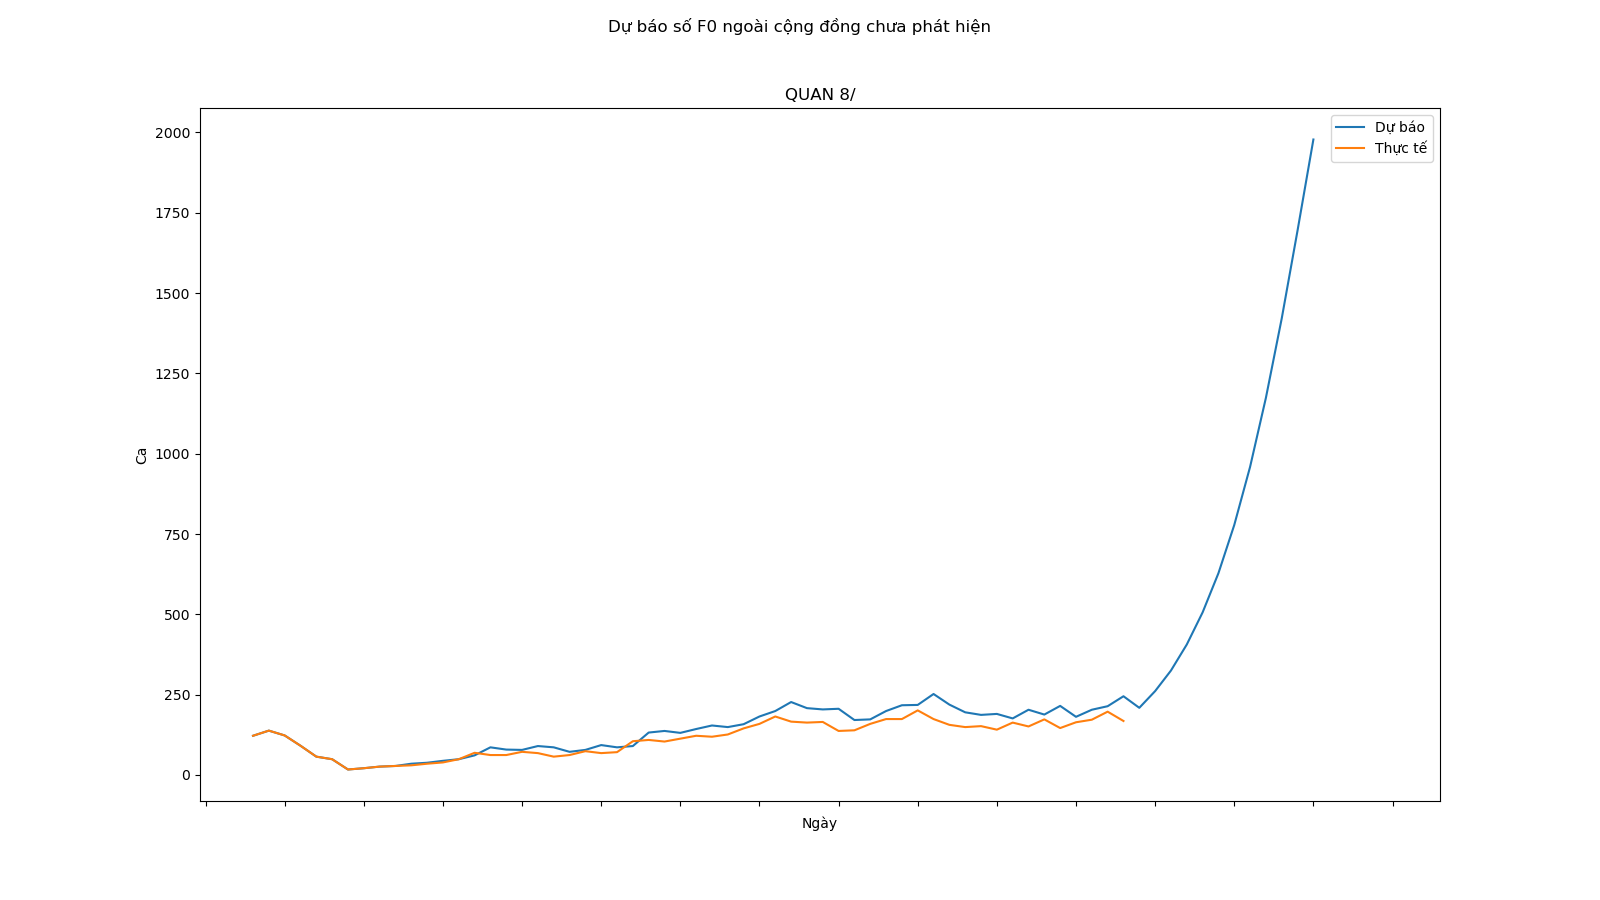 Dự báo số F0 ngoài cộng đồng chưa phát hiện
QUAN 8/
Dự báo
Thực tế
2000
1750
1500
1250
1000
750
500
250
0
Ca
Ngày